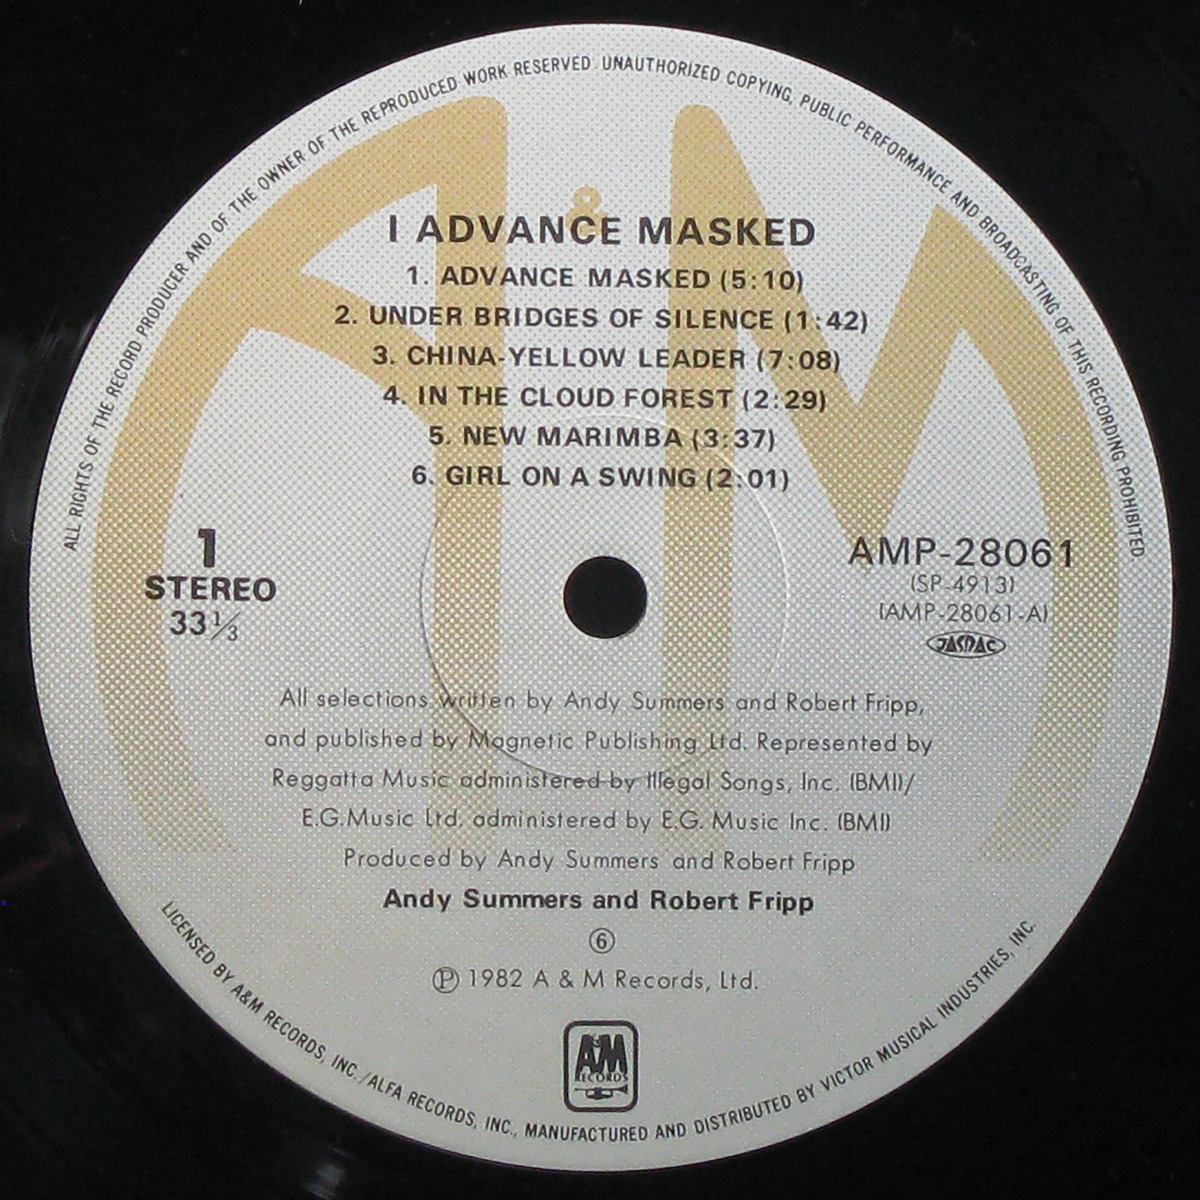 ALL RIGHTS OF THE RECORD PRODUCER AND OF THE OWNER OF THE REPRODUCED WORK RESERVED UNAUTHORIZED COPYING, PUBLIC PERFORMANCE AND BROADCASTING OF THIS RECORDING PROHIBITED.
&
I ADVANCE MASKED
1. ADVANCE MASKED (5:10)
2. UNDER BRIDGES OF SILENCE (1:42)
3. CHINA-YELLOW LEADER (7:08)
4. IN THE CLOUD FOREST (2:29)
5. NEW MARIMBA (3:37)
6. GIRL ON A SWING (2:01)
1
STEREO
33⅓
AMP-28061
(SP-4913)
(AMP-28061-A)
JASRAC
All selections written by Andy Summers and Robert Fripp,
and published by Magnetic Publishing Ltd. Represented by
Reggatta Music administered by Illegal Songs, Inc. (BMI)/
E.G.Music Ltd. administered by E.G. Music Inc. (BMI)
Produced by Andy Summers and Robert Fripp
Andy Summers and Robert Fripp
⑥
Ⓟ 1982 A & M Records, Ltd.
A&M
RECORDS
LICENSED BY A&M RECORDS, INC./ALFA RECORDS, INC., MANUFACTURED AND DISTRIBUTED BY VICTOR MUSICAL INDUSTRIES, INC.